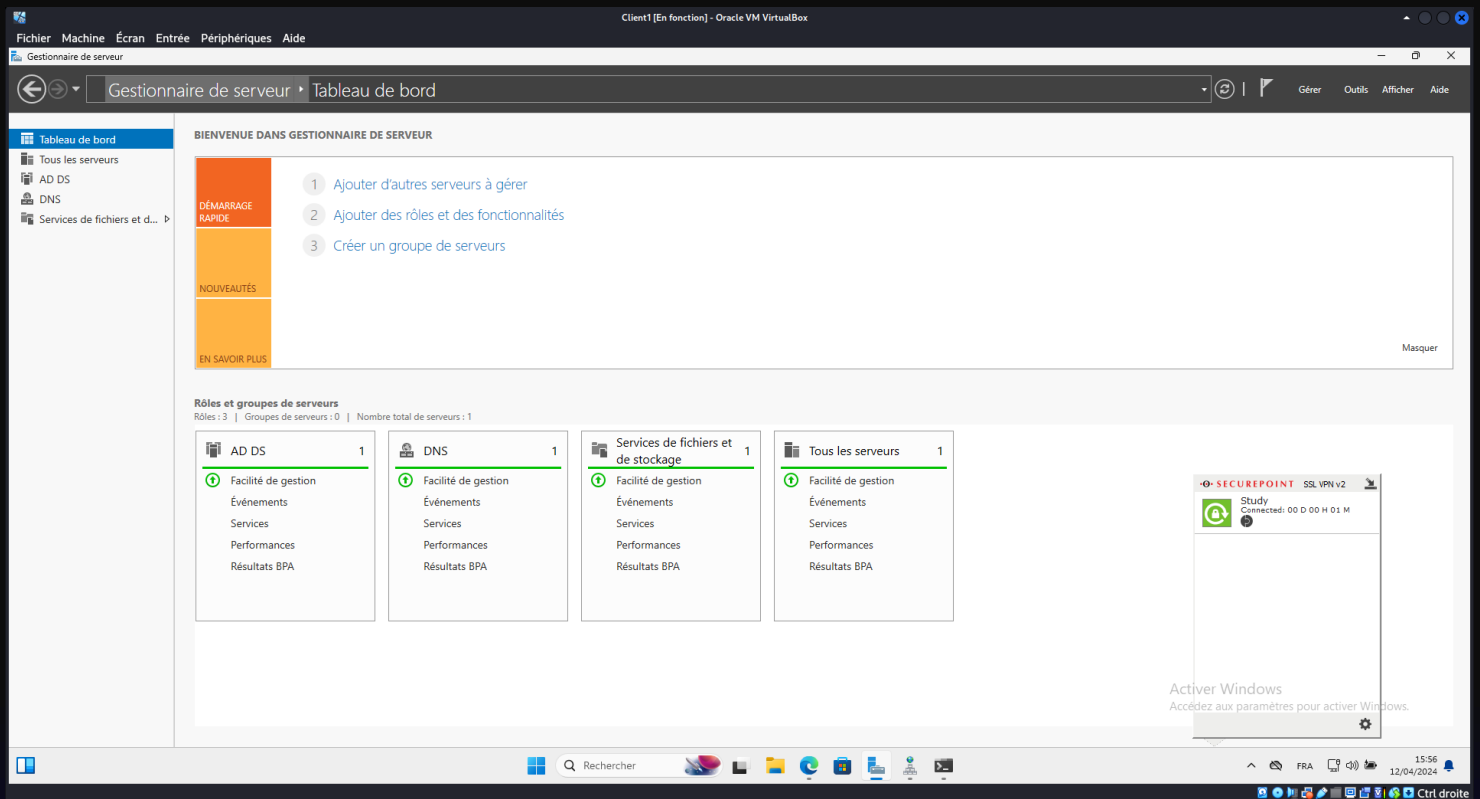 Client1 [En fonction] - Oracle VM VirtualBox
Fichier Machine Écran Entrée Périphériques Aide
Gestionnaire de serveur
Gestionnaire de serveur Tableau de bord
Gérer Outils Afficher Aide
Tableau de bord
Tous les serveurs
AD DS
DNS
Services de fichiers et d...
BIENVENUE DANS GESTIONNAIRE DE SERVEUR
DÉMARRAGE
RAPIDE
NOUVEAUTÉS
EN SAVOIR PLUS
1 Ajouter d'autres serveurs à gérer
2 Ajouter des rôles et des fonctionnalités
3 Créer un groupe de serveurs
Masquer
Rôles et groupes de serveurs
Rôles : 3 | Groupes de serveurs : 0 | Nombre total de serveurs : 1
AD DS 1
Facilité de gestion
Événements
Services
Performances
Résultats BPA
DNS 1
Facilité de gestion
Événements
Services
Performances
Résultats BPA
Services de fichiers et
de stockage 1
Facilité de gestion
Événements
Services
Performances
Résultats BPA
Tous les serveurs 1
Facilité de gestion
Événements
Services
Performances
Résultats BPA
SECUREPOINT SSL VPN v2
Study
Connected: 00 D 00 H 01 M
Activer Windows
Accédez aux paramètres pour activer Windows.
Rechercher
FRA
15:56
12/04/2024
Ctrl droite